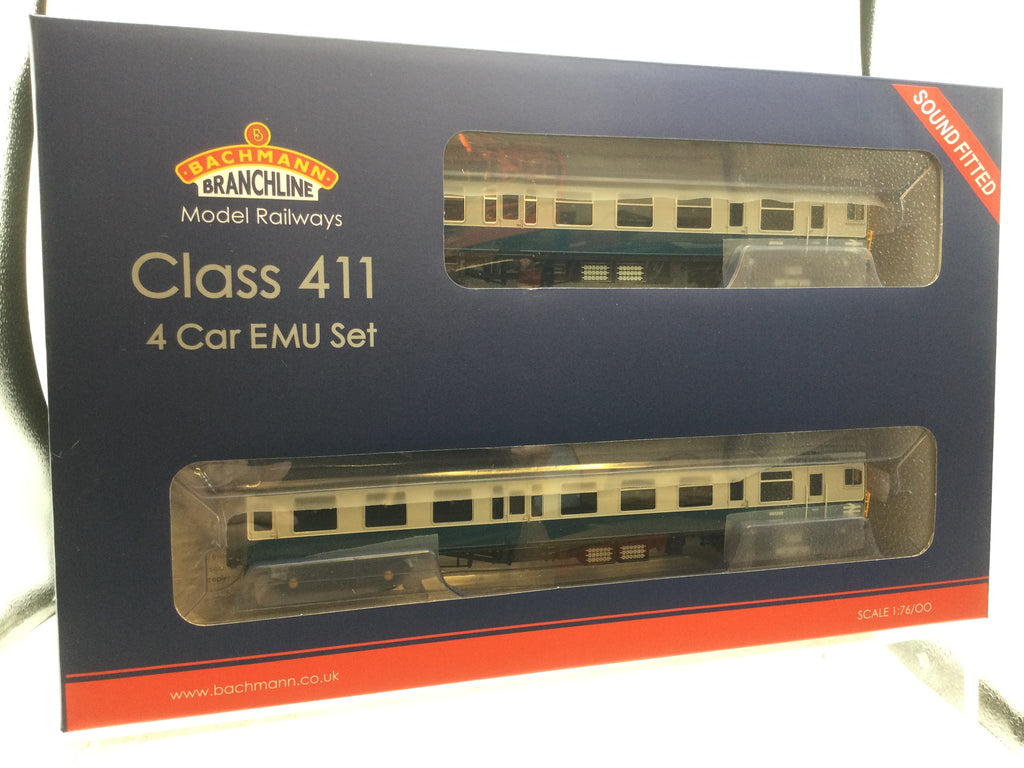 B
BACHMANN
BRANCHLINE
Model Railways
Class 411
4 Car EMU Set
SOUND FITTED
SCALE 1:76/OO
www.bachmann.co.uk